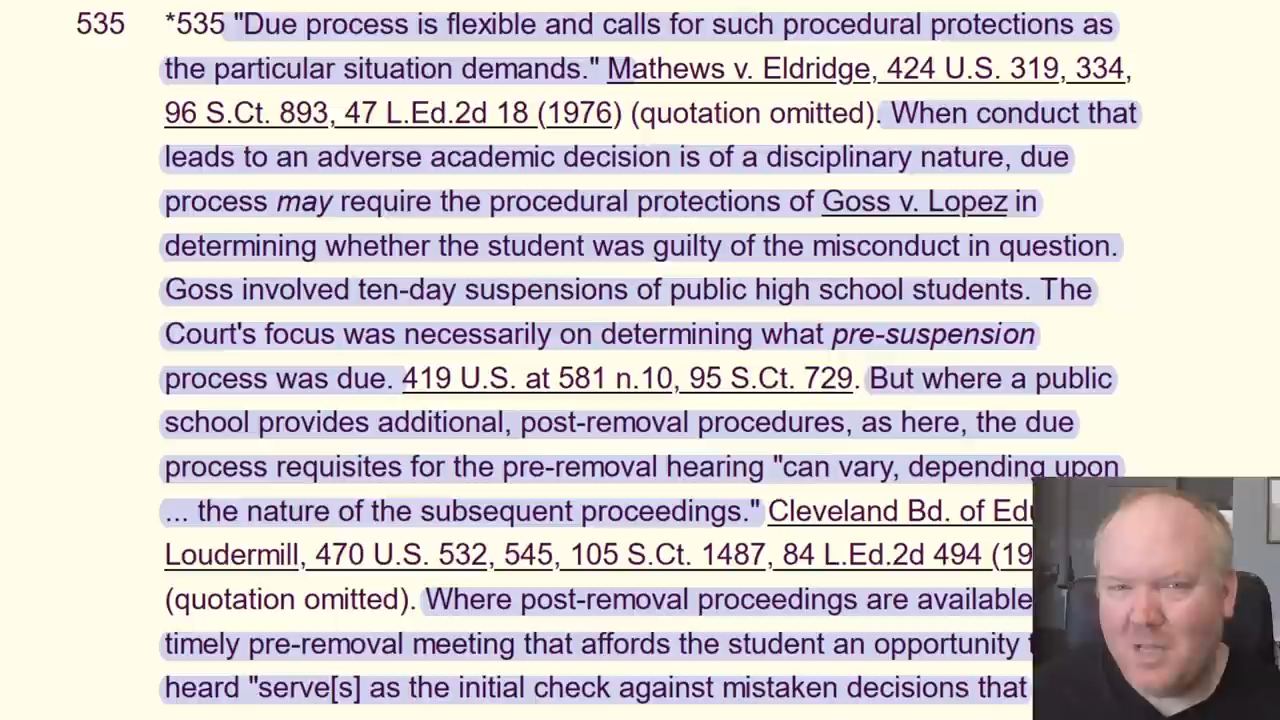 535 *535 "Due process is flexible and calls for such procedural protections as
the particular situation demands." Mathews v. Eldridge, 424 U.S. 319, 334,
96 S.Ct. 893, 47 L.Ed.2d 18 (1976) (quotation omitted). When conduct that
leads to an adverse academic decision is of a disciplinary nature, due
process may require the procedural protections of Goss v. Lopez in
determining whether the student was guilty of the misconduct in question.
Goss involved ten-day suspensions of public high school students. The
Court's focus was necessarily on determining what pre-suspension
process was due. 419 U.S. at 581 n.10, 95 S.Ct. 729. But where a public
school provides additional, post-removal procedures, as here, the due
process requisites for the pre-removal hearing "can vary, depending upon
... the nature of the subsequent proceedings." Cleveland Bd. of
Loudermill, 470 U.S. 532, 545, 105 S.Ct. 1487, 84 L.Ed.2d 494
(quotation omitted). Where post-removal proceedings are available
timely pre-removal meeting that affords the student an opportunity
heard "serve[s] as the initial check against mistaken decisions that